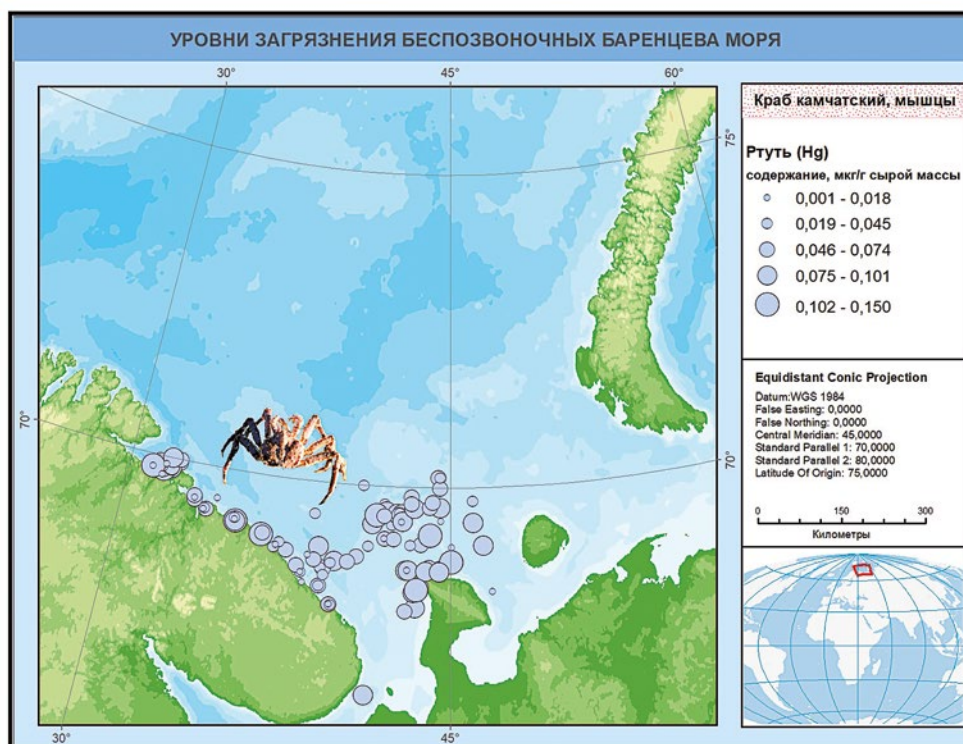 УРОВНИ ЗАГРЯЗНЕНИЯ БЕСПОЗВОНОЧНЫХ БАРЕНЦЕВА МОРЯ
30°
45°
60°
75°
70°
70°
30°
45°
Краб камчатский, мышцы
Ртуть (Hg)
содержание, мкг/г сырой массы
0,001 - 0,018
0,019 - 0,045
0,046 - 0,074
0,075 - 0,101
0,102 - 0,150
Equidistant Conic Projection
Datum:WGS 1984
False Easting: 0,0000
False Northing: 0,0000
Central Meridian: 45,0000
Standard Parallel 1: 70,0000
Standard Parallel 2: 80,0000
Latitude Of Origin: 75,0000
0 150 300
Километры